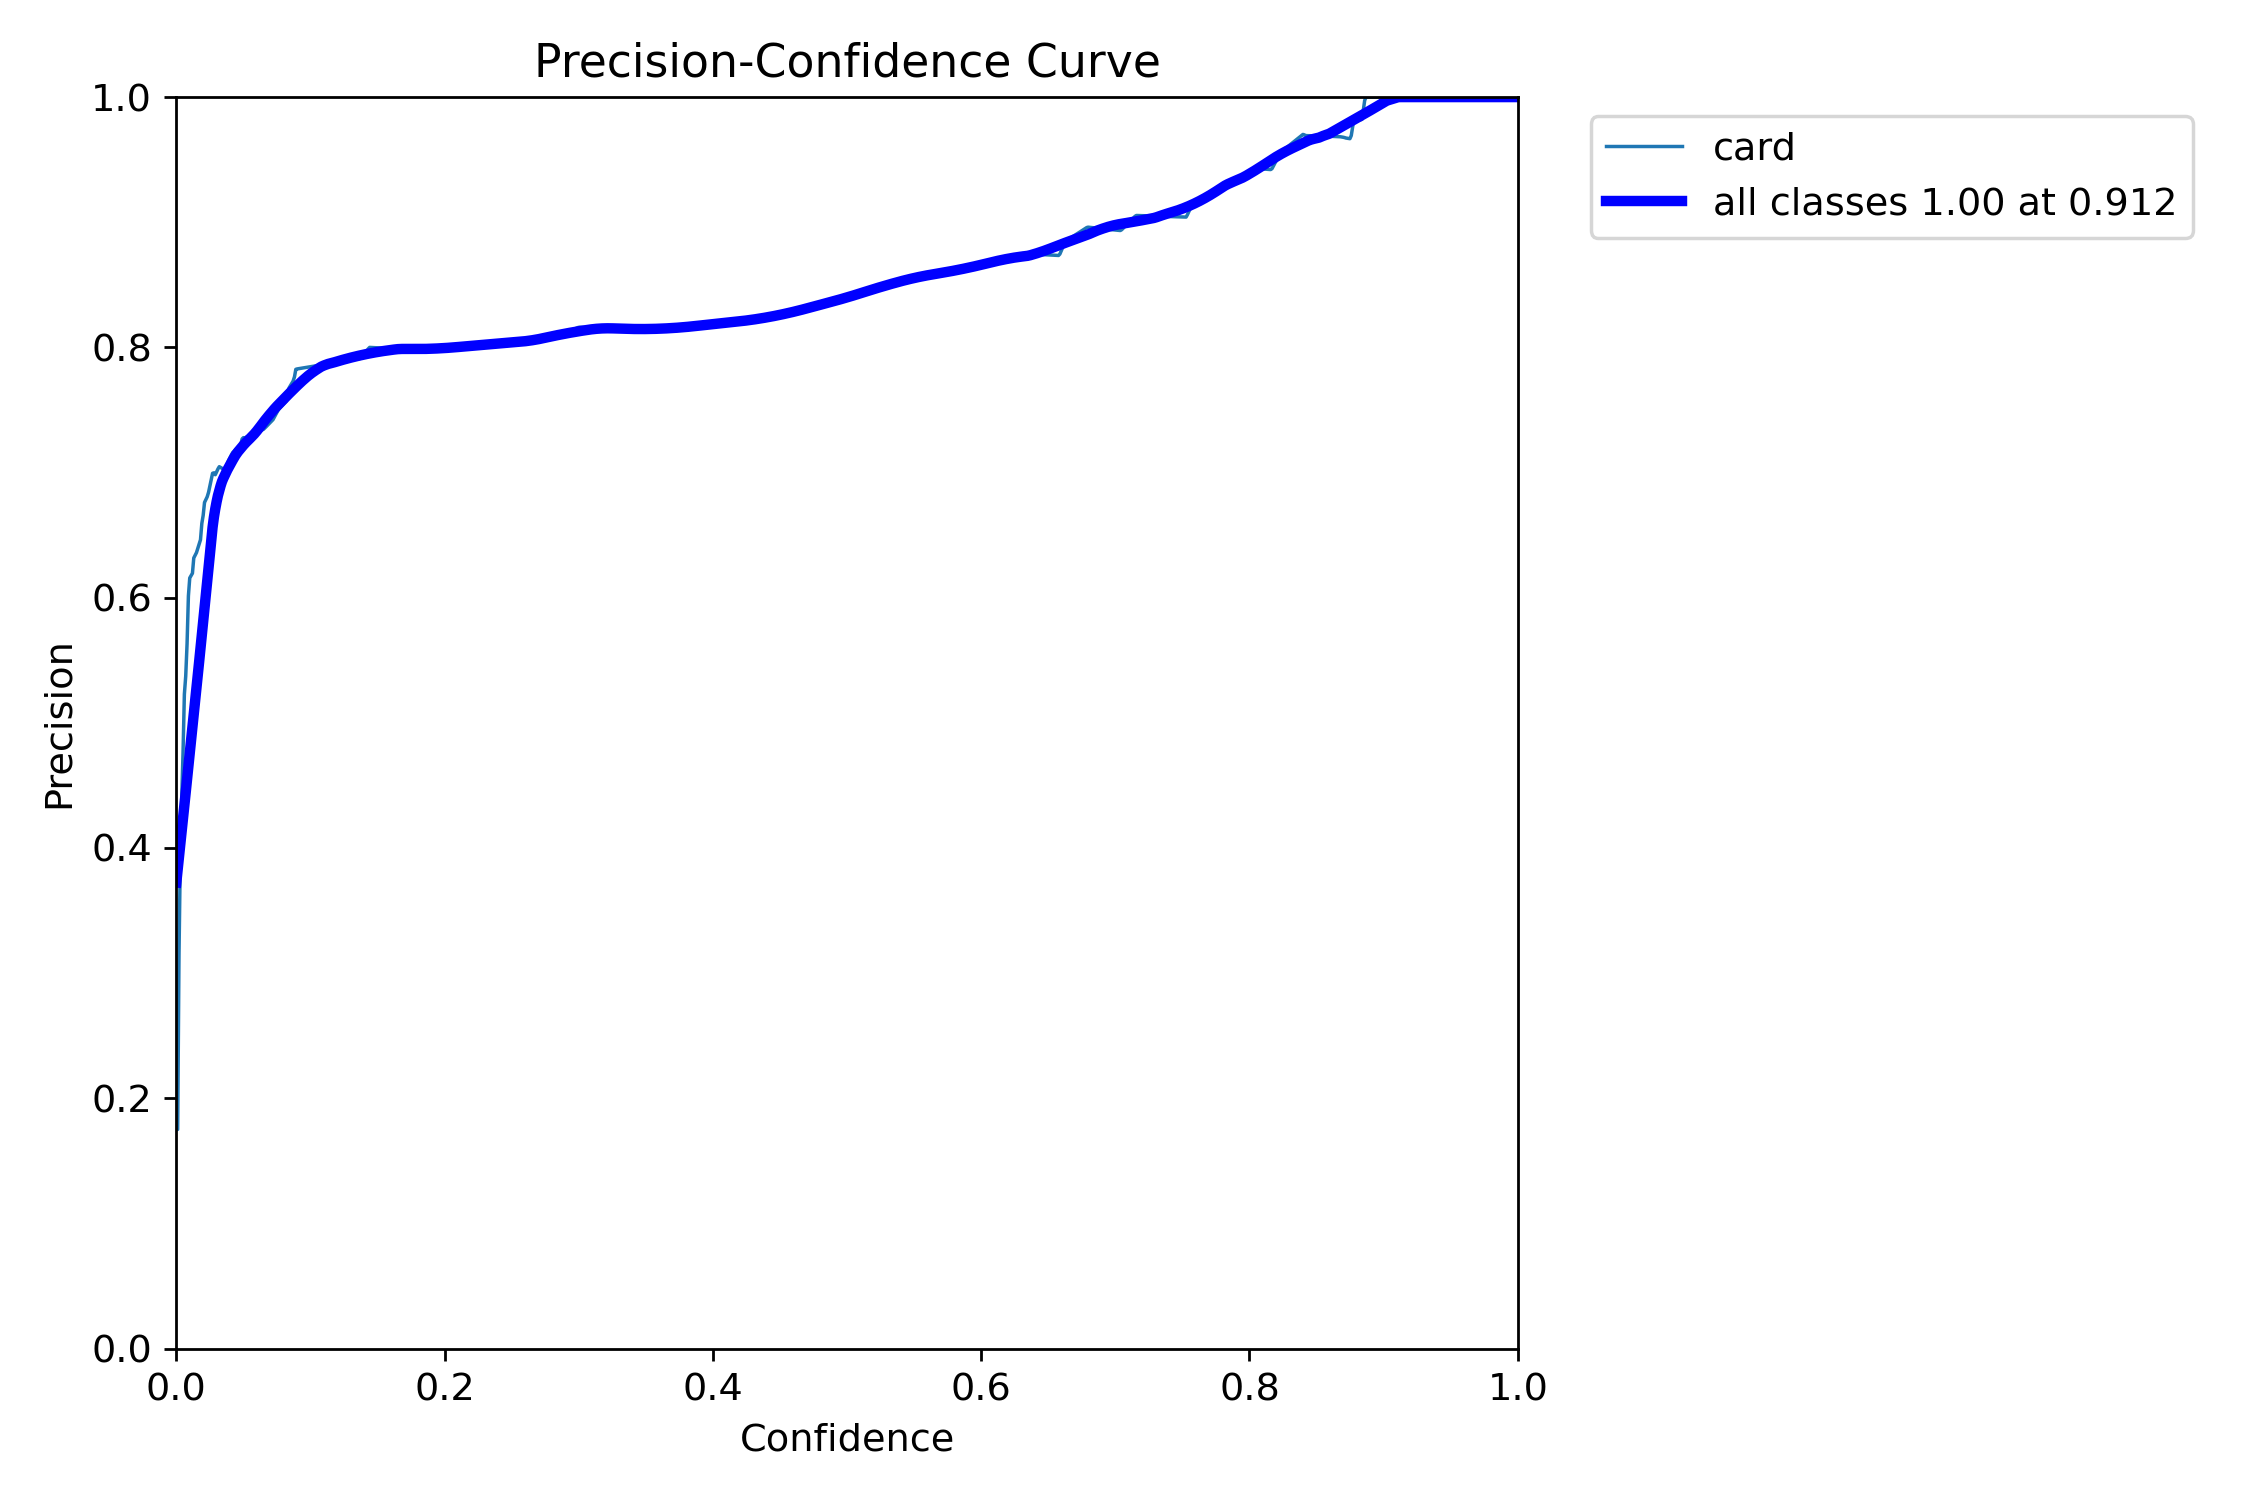 Precision-Confidence Curve
1.0
0.8
0.6
0.4
0.2
0.0
Precision
0.0 0.2 0.4 0.6 0.8 1.0
Confidence
card
all classes 1.00 at 0.912